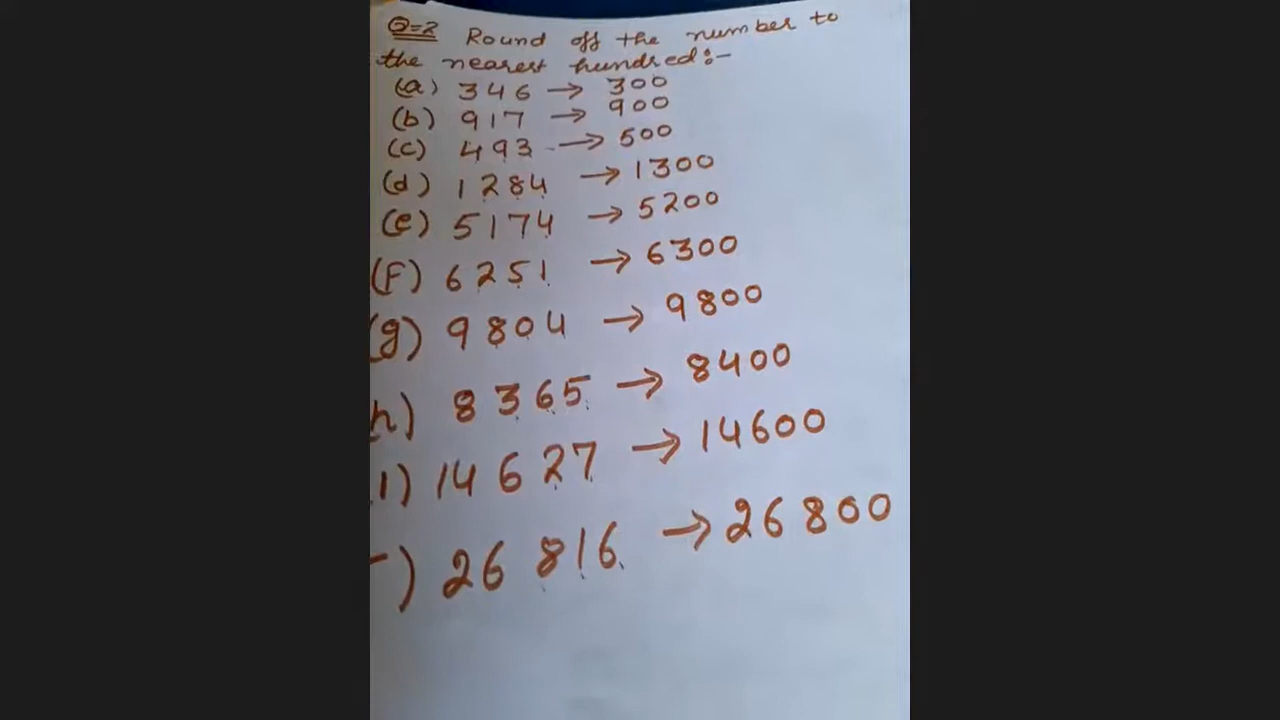 Q=2 Round off the number to
the nearest hundred:-
(a) 346 → 300
(b) 917 → 900
(c) 493 → 500
(d) 1284 → 1300
(e) 5174 → 5200
(F) 6251 → 6300
(g) 9804 → 9800
h) 8365 → 8400
1) 14627 → 14600
) 26816 → 26800